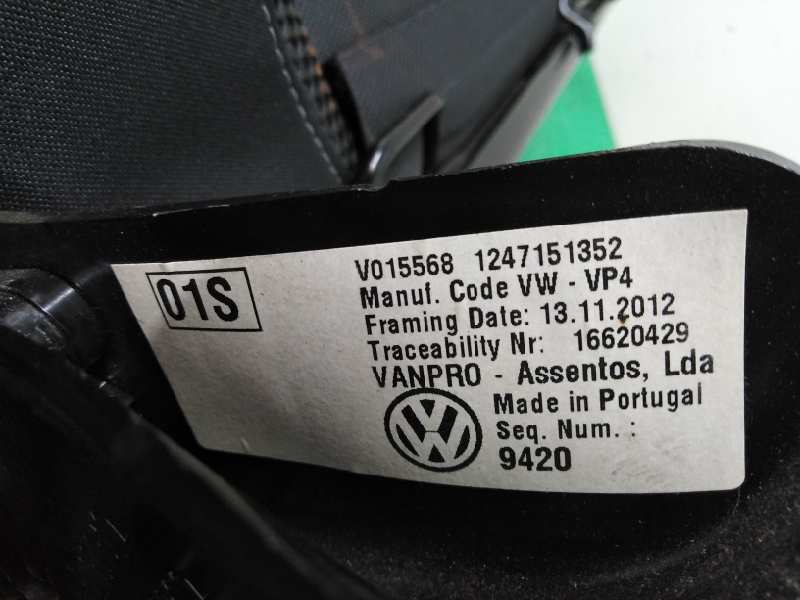 01S
V015568 1247151352
Manuf. Code VW - VP4
Framing Date: 13.11.2012
Traceability Nr: 16620429
VANPRO - Assentos, Lda
Made in Portugal
Seq. Num. :
9420